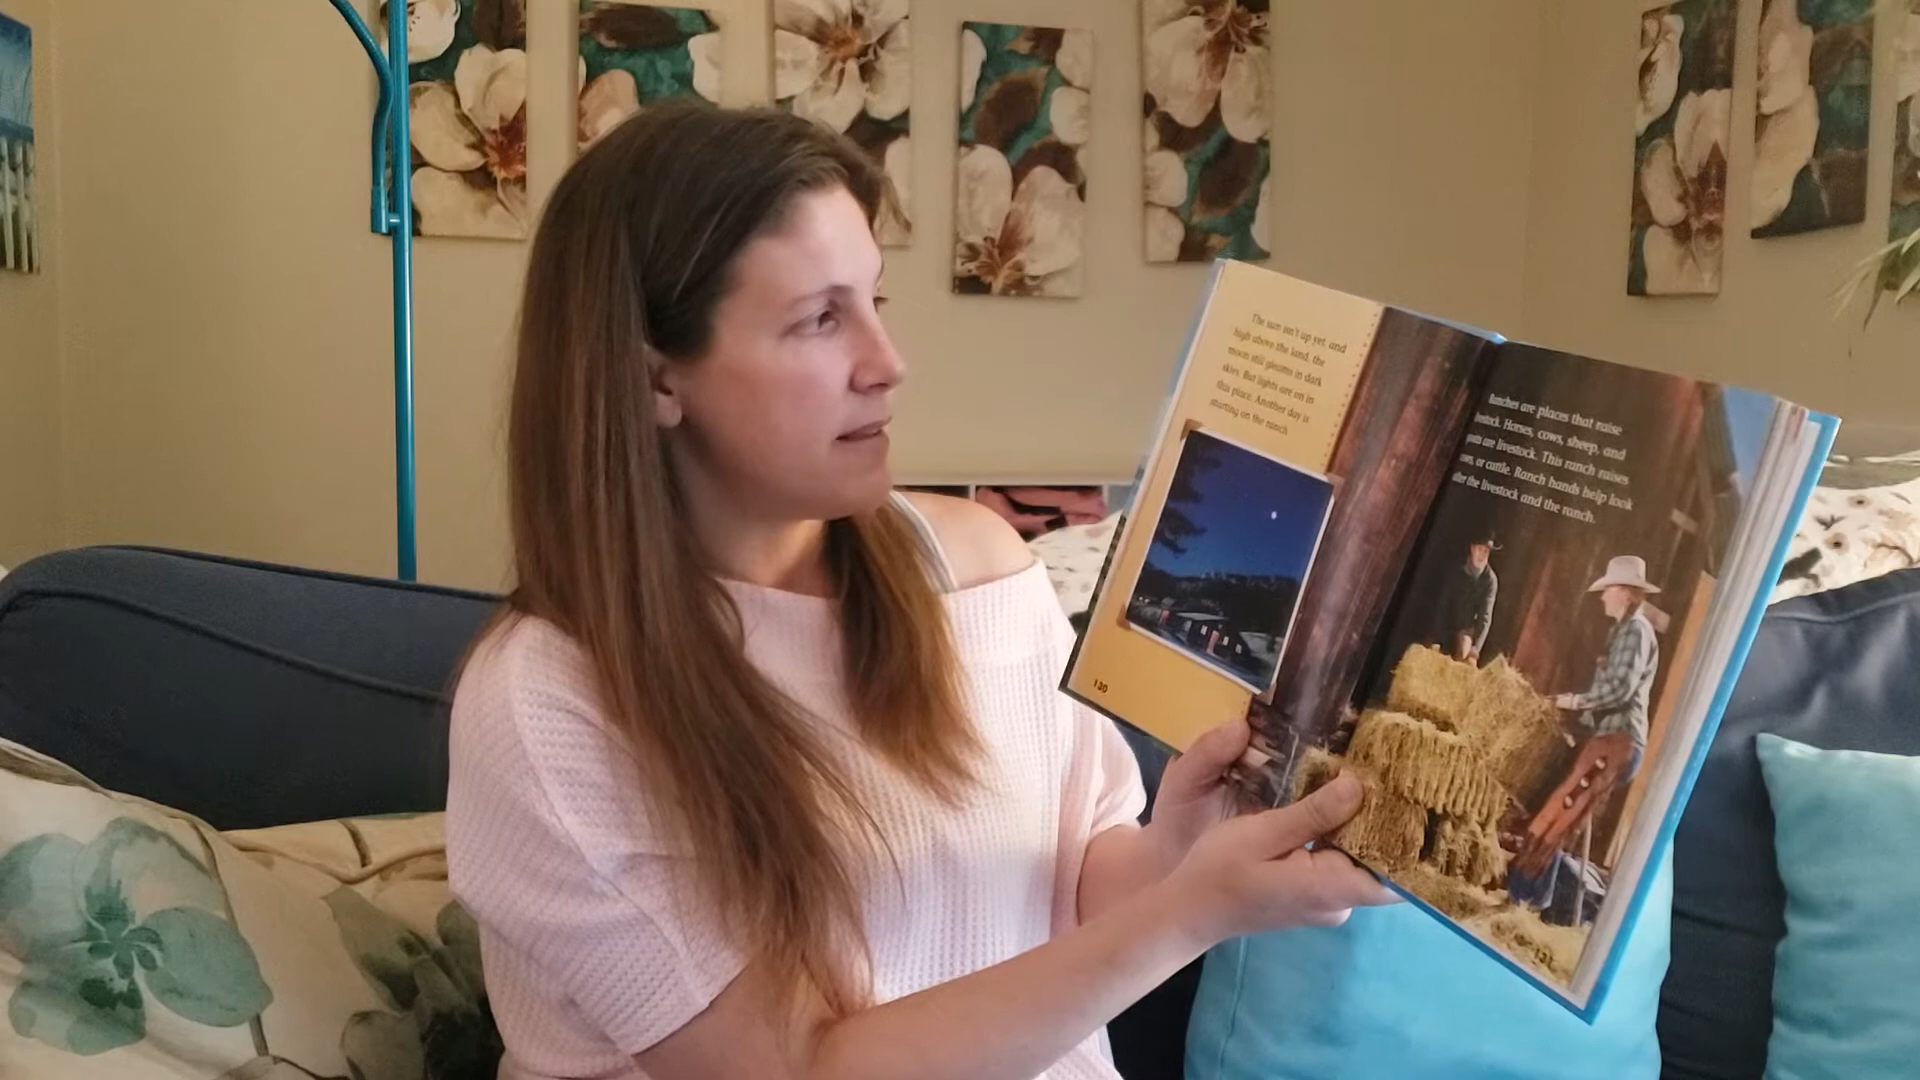 The sun isn't up yet, and
high above the land, the
moon still gleams in dark
skies. But lights are on in
this place. Another day is
starting on the ranch
130
Ranches are places that raise
livestock. Horses, cows, sheep, and
goats are livestock. This ranch raises
cows, or cattle. Ranch hands help look
after the livestock and the ranch.
131